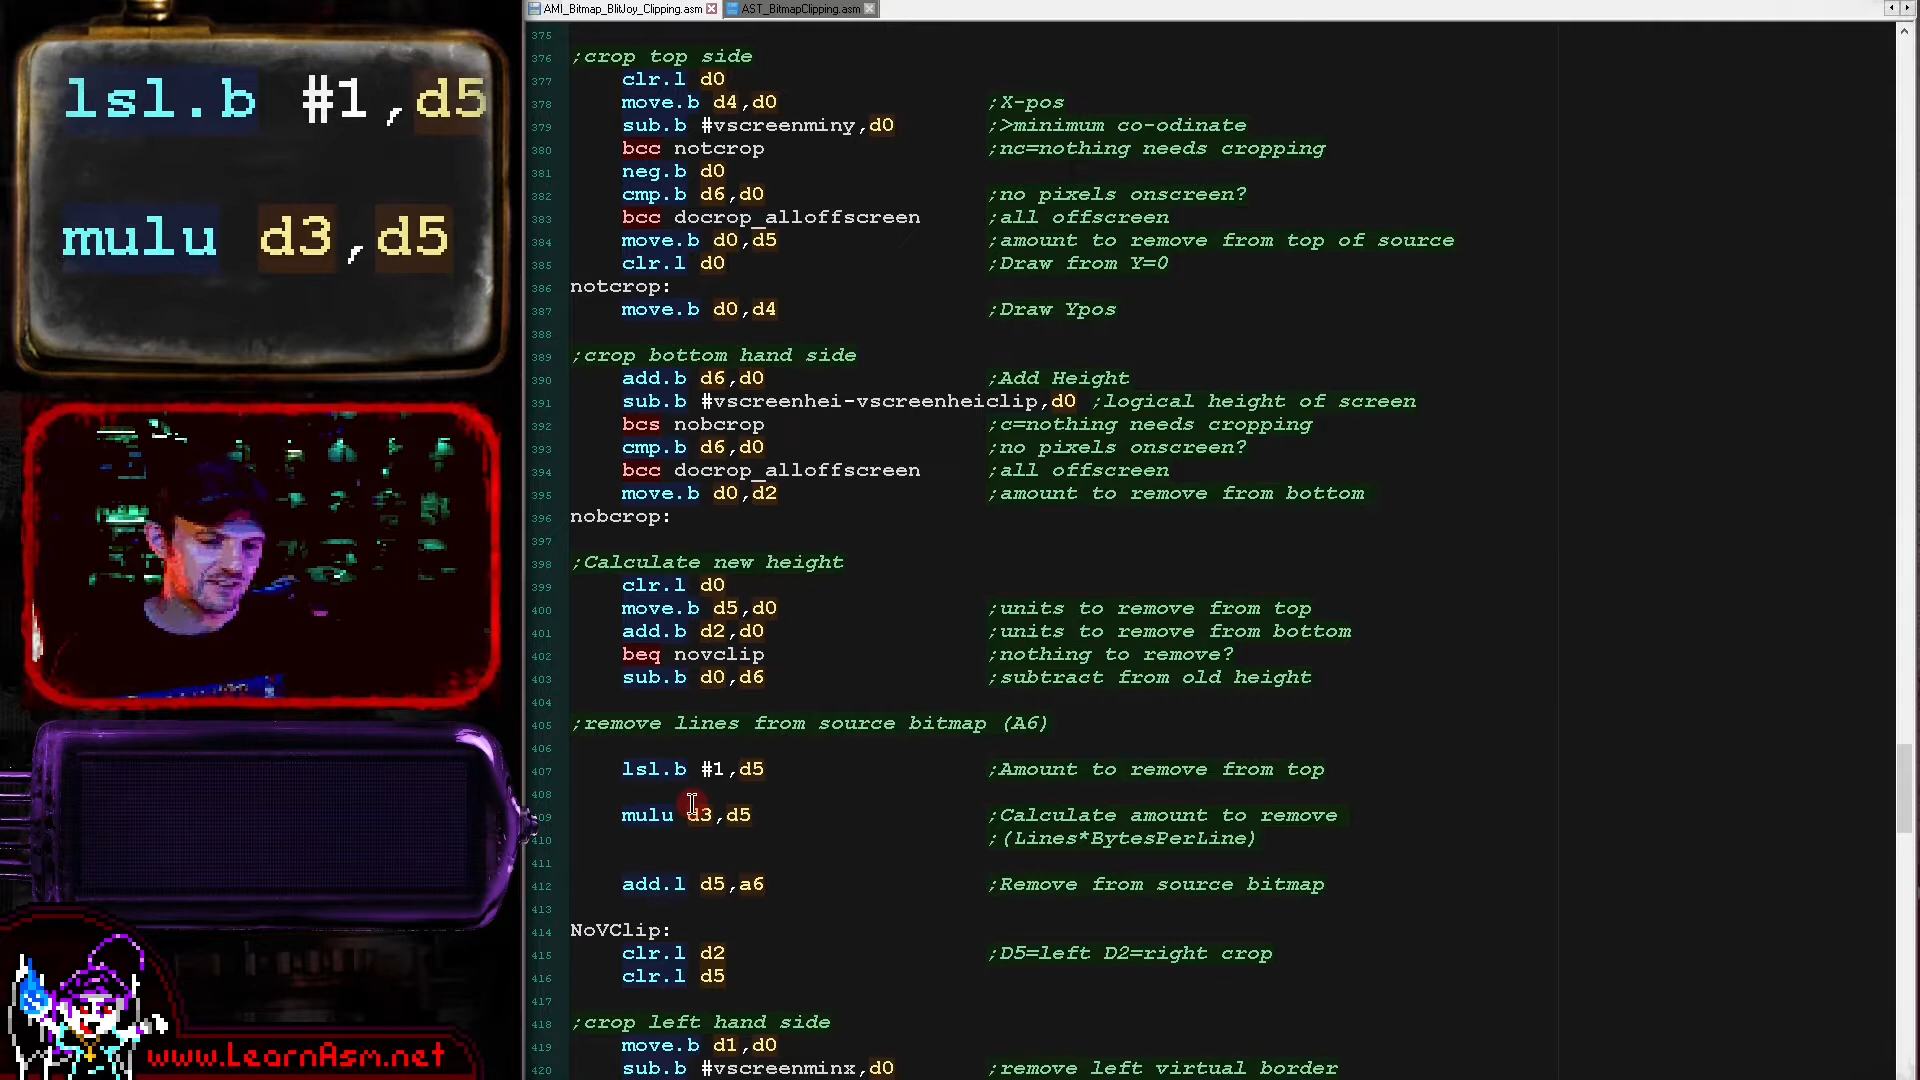 lsl.b #1,d5
mulu d3,d5
www.LearnAsm.net
AMI_Bitmap_BlitJoy_Clipping.asm
AST_BitmapClipping.asm
375
376 ;crop top side
377 clr.l d0
378 move.b d4,d0 ;X-pos
379 sub.b #vscreenminy,d0 ;>minimum co-odinate
380 bcc notcrop ;nc=nothing needs cropping
381 neg.b d0
382 cmp.b d6,d0 ;no pixels onscreen?
383 bcc docrop_alloffscreen ;all offscreen
384 move.b d0,d5 ;amount to remove from top of source
385 clr.l d0 ;Draw from Y=0
386 notcrop:
387 move.b d0,d4 ;Draw Ypos
388
389 ;crop bottom hand side
390 add.b d6,d0 ;Add Height
391 sub.b #vscreenhei-vscreenheiclip,d0 ;logical height of screen
392 bcs nobcrop ;c=nothing needs cropping
393 cmp.b d6,d0 ;no pixels onscreen?
394 bcc docrop_alloffscreen ;all offscreen
395 move.b d0,d2 ;amount to remove from bottom
396 nobcrop:
397
398 ;Calculate new height
399 clr.l d0
400 move.b d5,d0 ;units to remove from top
401 add.b d2,d0 ;units to remove from bottom
402 beq novclip ;nothing to remove?
403 sub.b d0,d6 ;subtract from old height
404
405 ;remove lines from source bitmap (A6)
406
407 lsl.b #1,d5 ;Amount to remove from top
408
409 mulu d3,d5 ;Calculate amount to remove
410 ;(Lines*BytesPerLine)
411
412 add.l d5,a6 ;Remove from source bitmap
413
414 NoVClip:
415 clr.l d2 ;D5=left D2=right crop
416 clr.l d5
417
418 ;crop left hand side
419 move.b d1,d0
420 sub.b #vscreenminx,d0 ;remove left virtual border